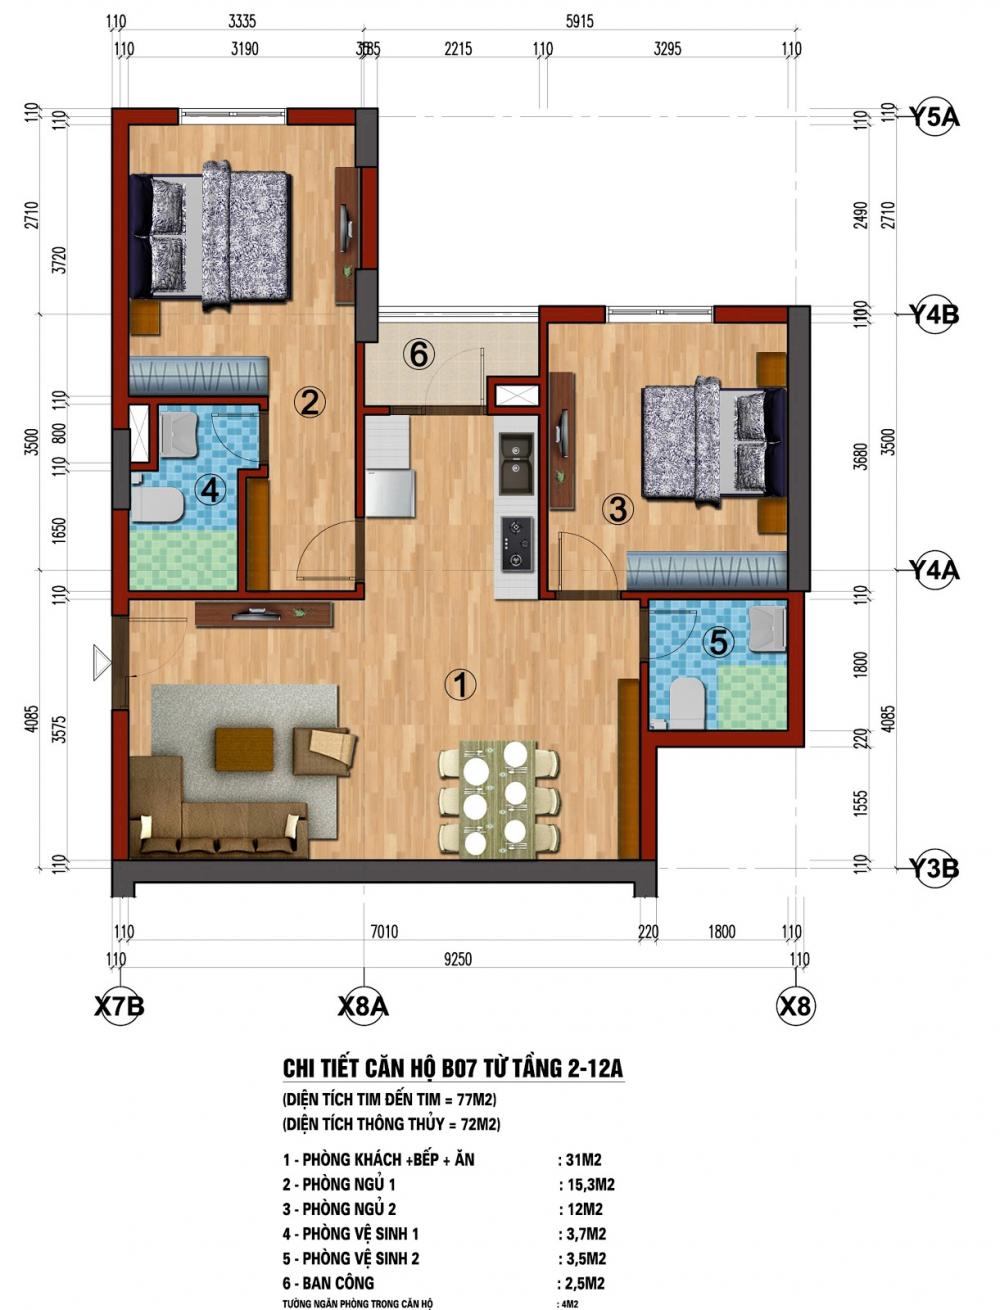 110 3335 5915
110 3190 35 185 2215 110 3295 110
110 110 110 110
Y5A
2710 3720 2490 2710
110 Y4B
6
2
110
3500 800 3680 3500
110
4
3
1650
Y4A
110 110
1
5
1800
4085 3575 4085
220
1555
110 110
Y3B
110 7010 220 1800 110
110 9250 110
X7B X8A X8
CHI TIẾT CĂN HỘ B07 TỪ TẦNG 2-12A
(DIỆN TÍCH TIM ĐẾN TIM = 77M2)
(DIỆN TÍCH THÔNG THỦY = 72M2)
1 - PHÒNG KHÁCH +BẾP + ĂN : 31M2
2 - PHÒNG NGỦ 1 : 15,3M2
3 - PHÒNG NGỦ 2 : 12M2
4 - PHÒNG VỆ SINH 1 : 3,7M2
5 - PHÒNG VỆ SINH 2 : 3,5M2
6 - BAN CÔNG : 2,5M2
TƯỜNG NGĂN PHÒNG TRONG CĂN HỘ : 4M2